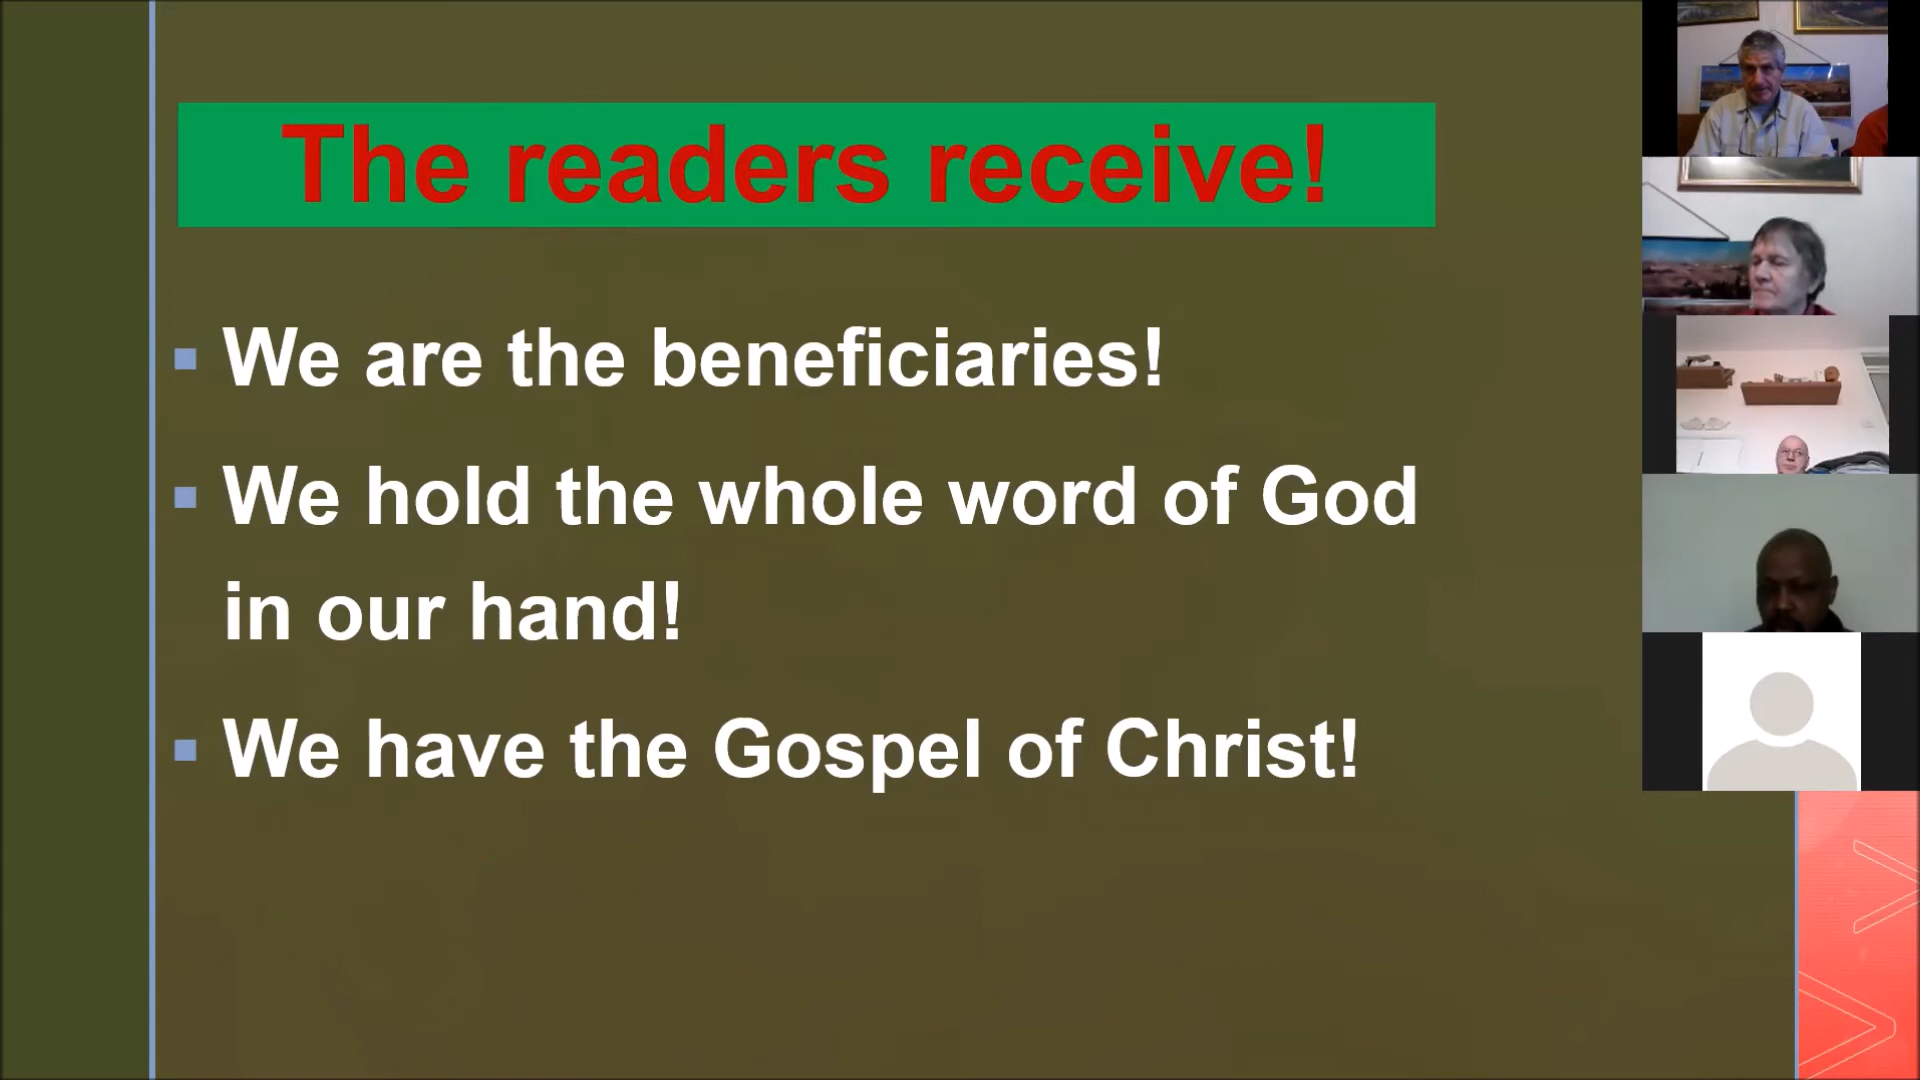 The readers receive!
We are the beneficiaries!
We hold the whole word of God
in our hand!
We have the Gospel of Christ!